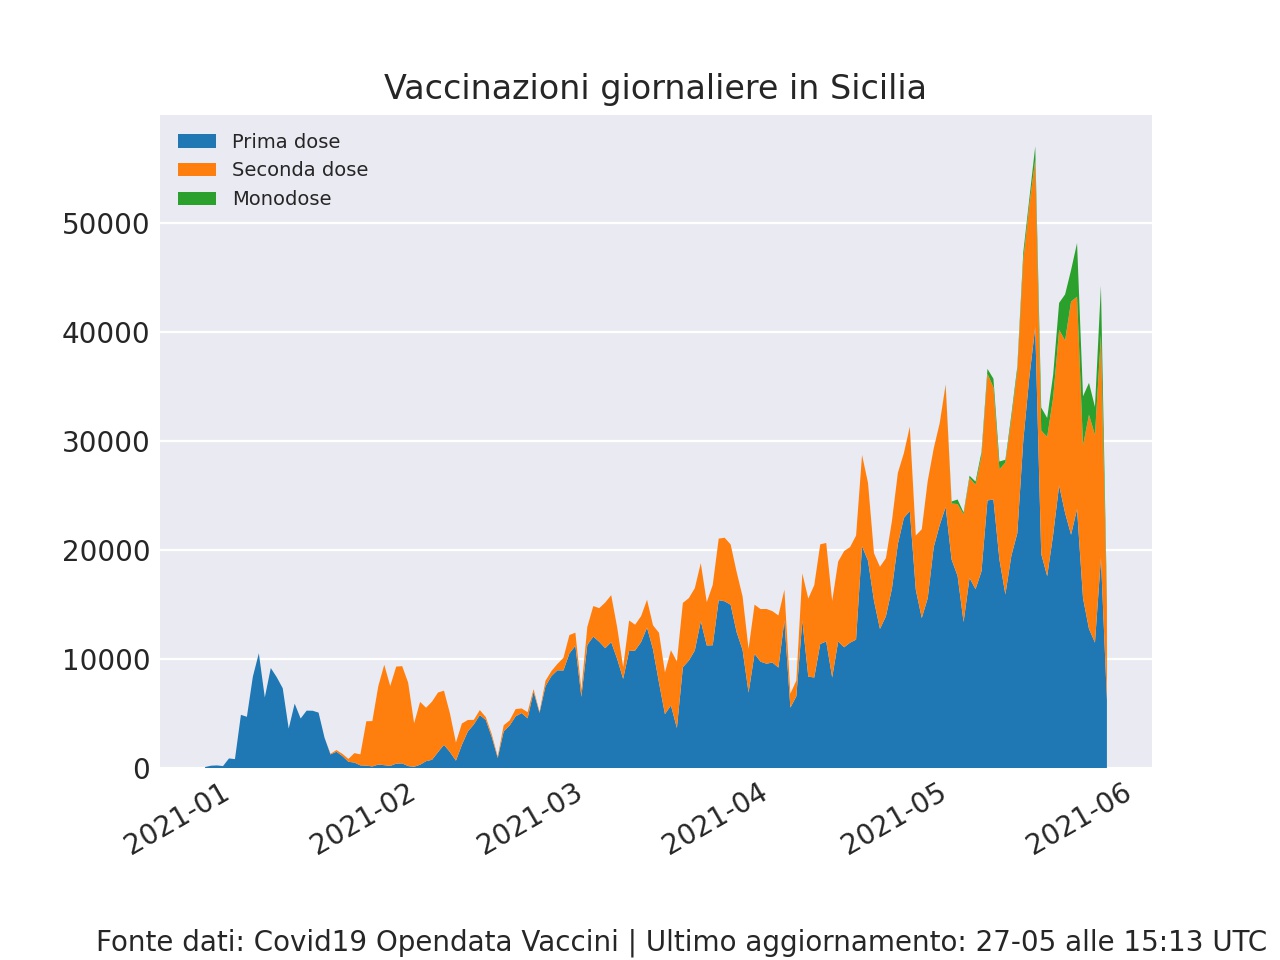 Vaccinazioni giornaliere in Sicilia
Prima dose
Seconda dose
Monodose
50000
40000
30000
20000
10000
0
2021-01
2021-02
2021-03
2021-04
2021-05
2021-06
Fonte dati: Covid19 Opendata Vaccini | Ultimo aggiornamento: 27-05 alle 15:13 UTC